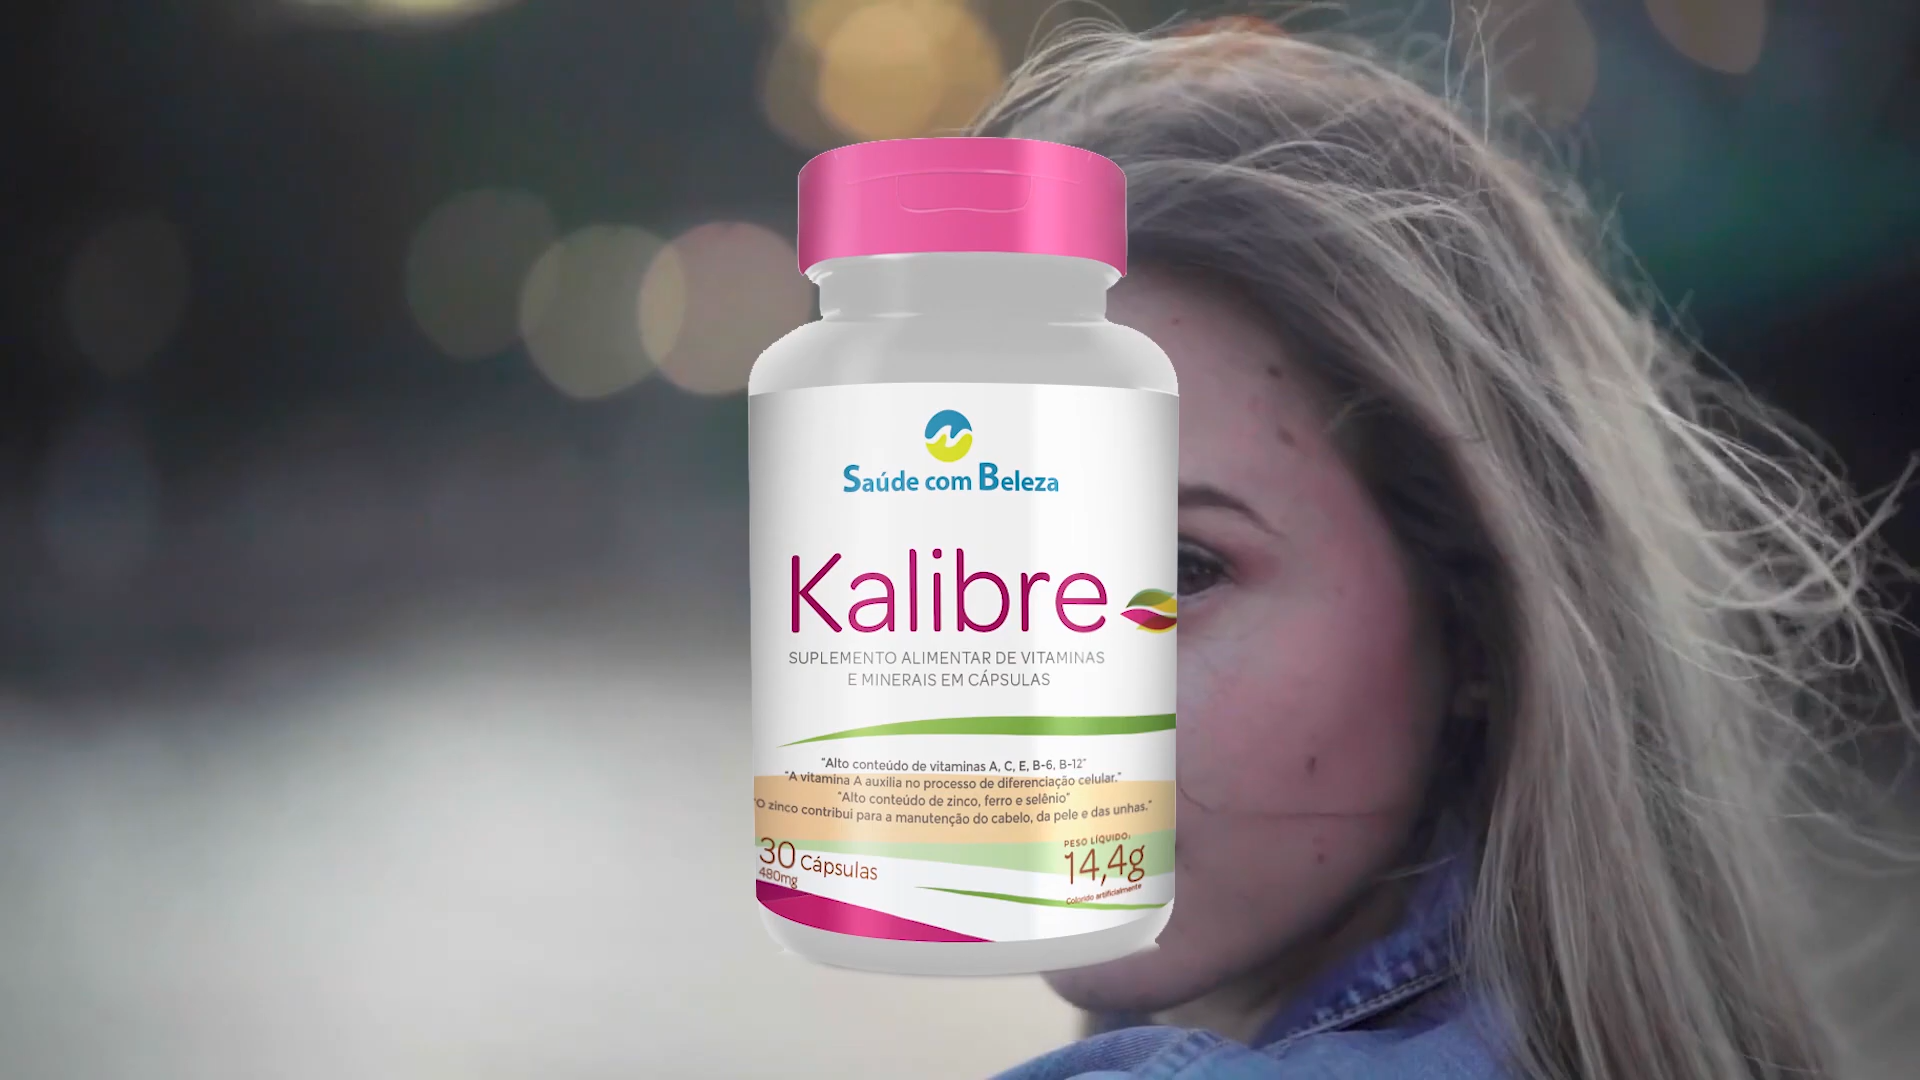 Saúde com Beleza
Kalibre
SUPLEMENTO ALIMENTAR DE VITAMINAS
E MINERAIS EM CÁPSULAS
"Alto conteúdo de vitaminas A, C, E, B-6, B-12"
"A vitamina A auxilia no processo de diferenciação celular."
"Alto conteúdo de zinco, ferro e selênio"
"O zinco contribui para a manutenção do cabelo, da pele e das unhas."
30 Cápsulas
480mg
PESO LÍQUIDO:
14,4g
Colorido artificialmente